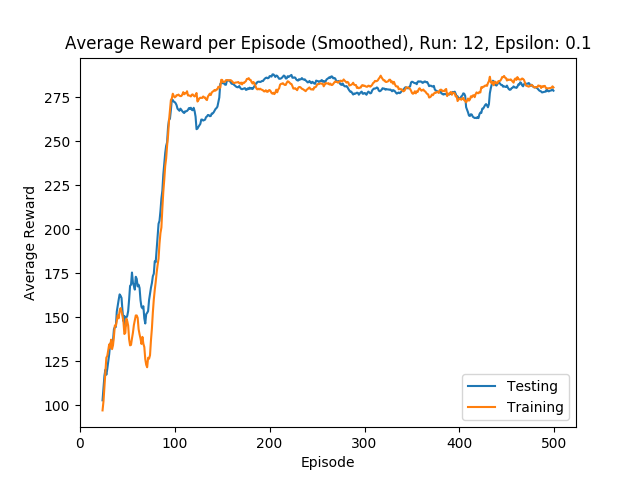 Average Reward per Episode (Smoothed), Run: 12, Epsilon: 0.1
Average Reward
275
250
225
200
175
150
125
100
0 100 200 300 400 500
Episode
Testing
Training